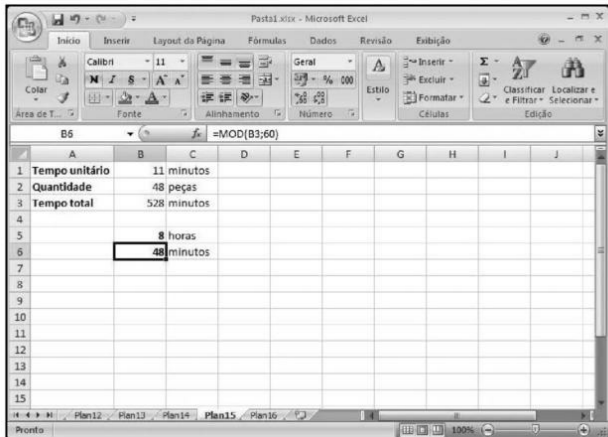 Pasta1.xlsx - Microsoft Excel
Início Inserir Layout da Página Fórmulas Dados Revisão Exibição
Colar
Calibri 11
N I S A A
Geral
% 000
Estilo
Inserir
Excluir
Formatar
Σ
Classificar e Filtrar
Localizar e Selecionar
Área de T... Fonte Alinhamento Número Células Edição
B6 fx =MOD(B3;60)
A B C D E F G H I J
1 Tempo unitário 11 minutos
2 Quantidade 48 peças
3 Tempo total 528 minutos
4
5 8 horas
6 48 minutos
7
8
9
10
11
12
13
14
15
Plan12 Plan13 Plan14 Plan15 Plan16
Pronto 100%